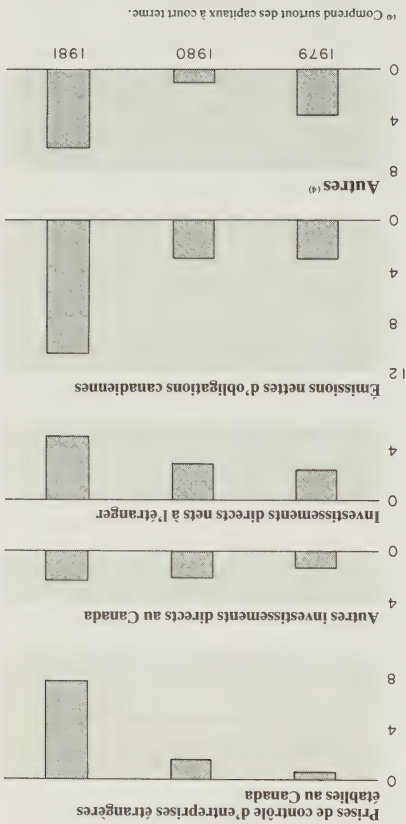 Prises de contrôle d'entreprises étrangères
établies au Canada
0
4
8
Autres investissements directs au Canada
4
0
Investissements directs nets à l'étranger
0
4
Émissions nettes d'obligations canadiennes
12
8
4
0
Autres (4)
8
4
0
1979 1980 1981
(4) Comprend surtout des capitaux à court terme.